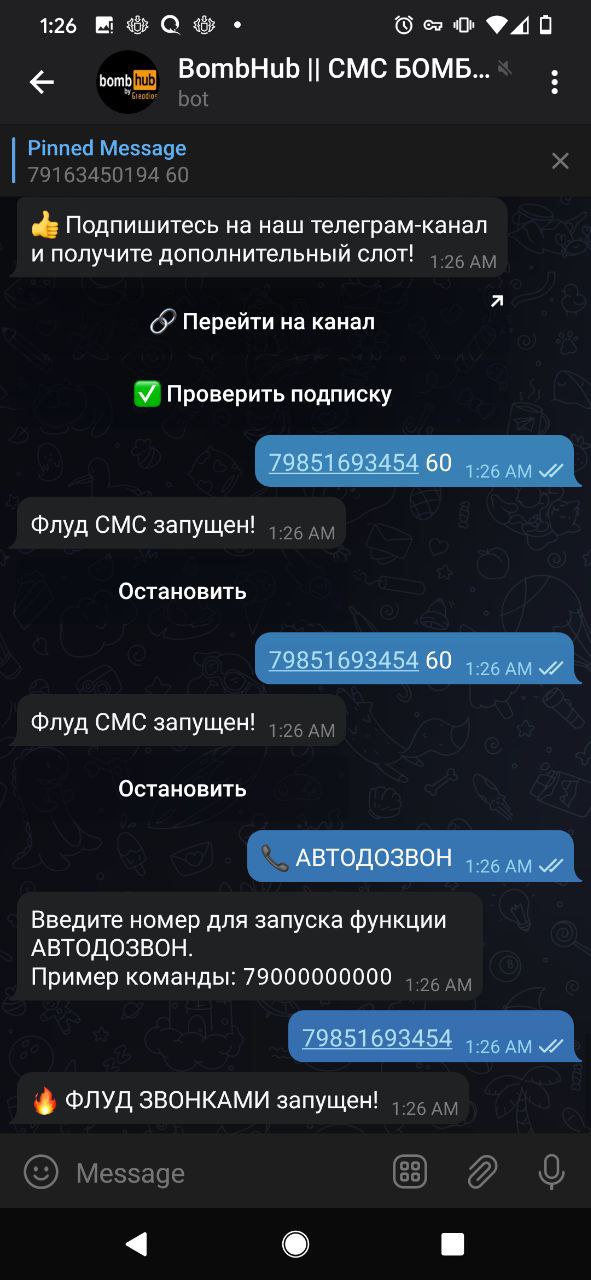 1:26
BombHub || СМС БОМБ...
bot
bomb hub
by Greadios
Pinned Message
79163450194 60
👍 Подпишитесь на наш телеграм-канал
и получите дополнительный слот! 1:26 AM
🔗 Перейти на канал
✅ Проверить подписку
79851693454 60 1:26 AM
Флуд СМС запущен! 1:26 AM
Остановить
79851693454 60 1:26 AM
Флуд СМС запущен! 1:26 AM
Остановить
📞 АВТОДОЗВОН 1:26 AM
Введите номер для запуска функции
АВТОДОЗВОН.
Пример команды: 79000000000 1:26 AM
79851693454 1:26 AM
🔥 ФЛУД ЗВОНКАМИ запущен! 1:26 AM
Message